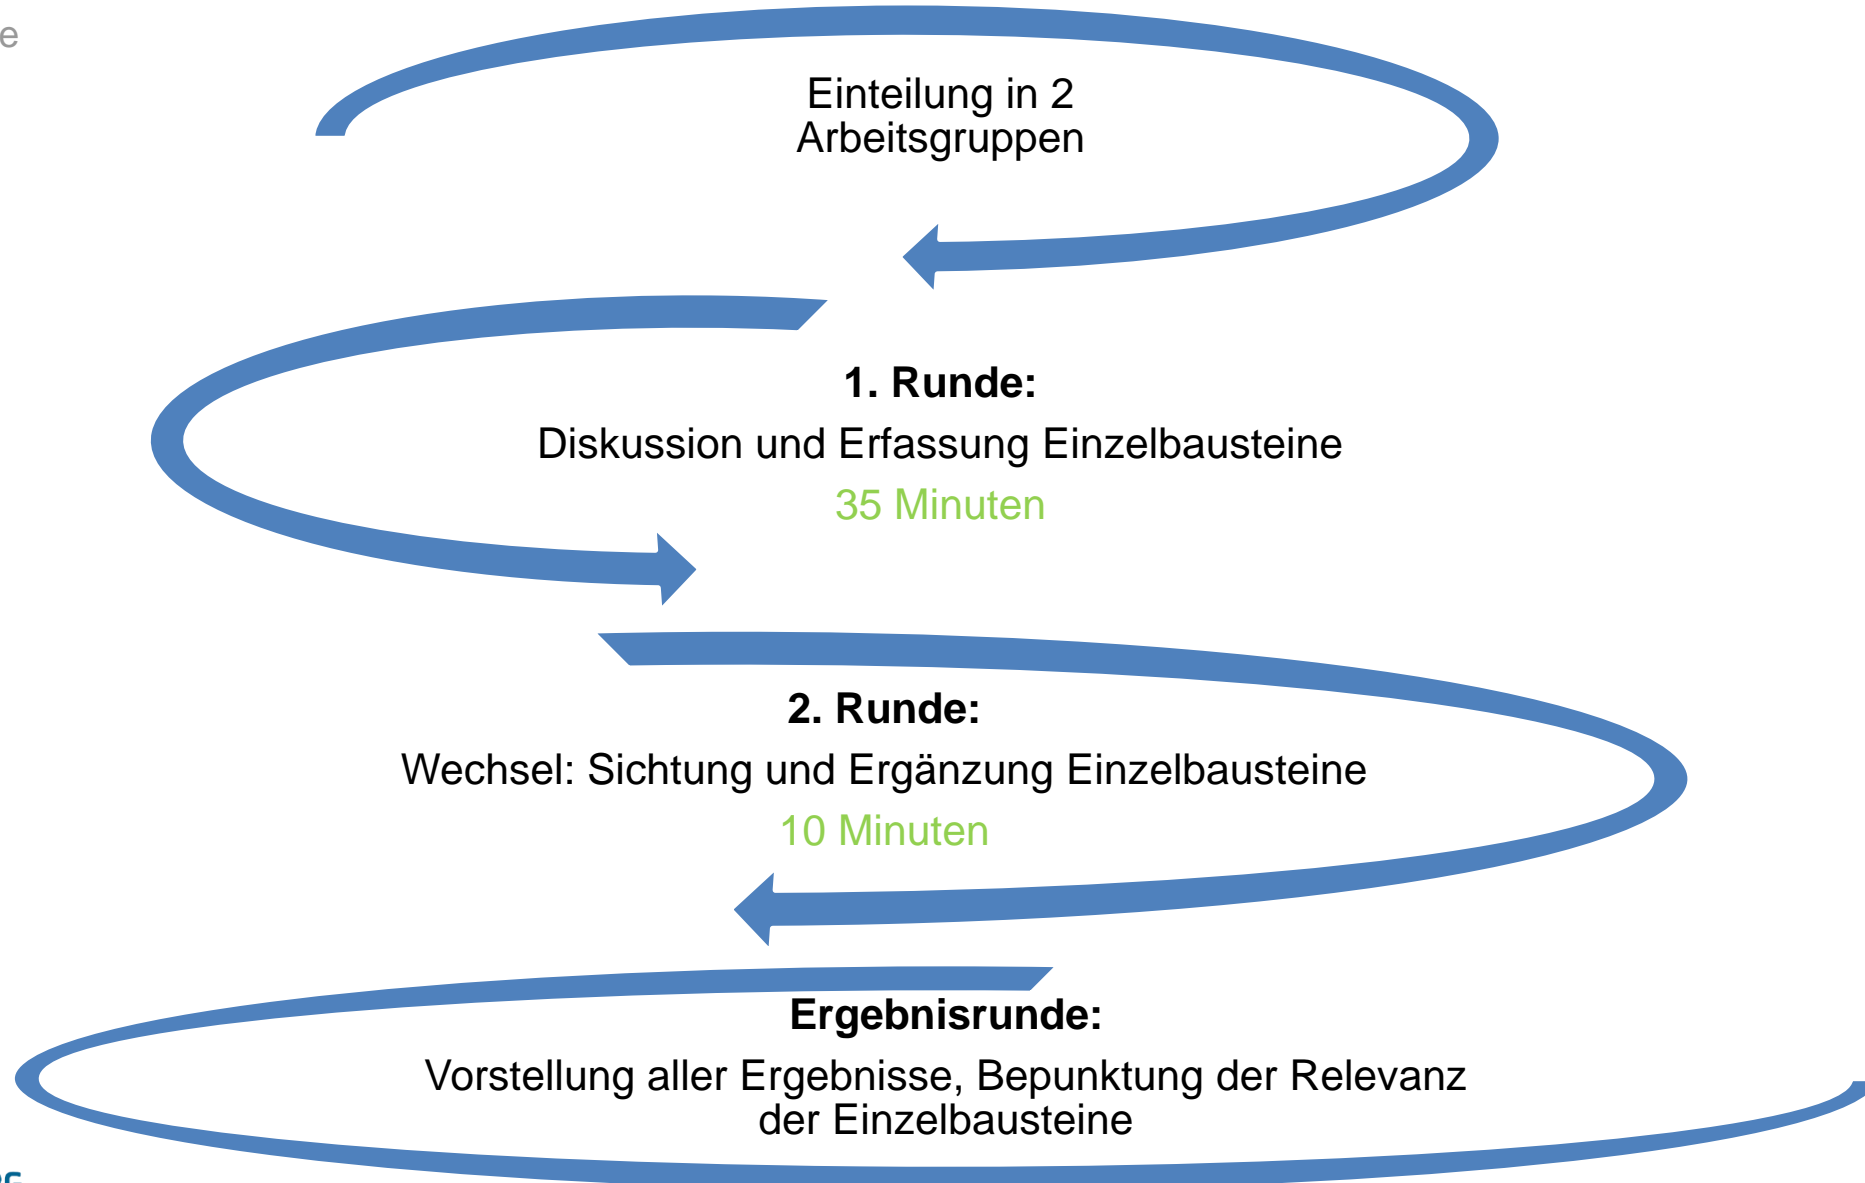 e
Einteilung in 2
Arbeitsgruppen
1. Runde:
Diskussion und Erfassung Einzelbausteine
35 Minuten
2. Runde:
Wechsel: Sichtung und Ergänzung Einzelbausteine
10 Minuten
Ergebnisrunde:
Vorstellung aller Ergebnisse, Bepunktung der Relevanz
der Einzelbausteine